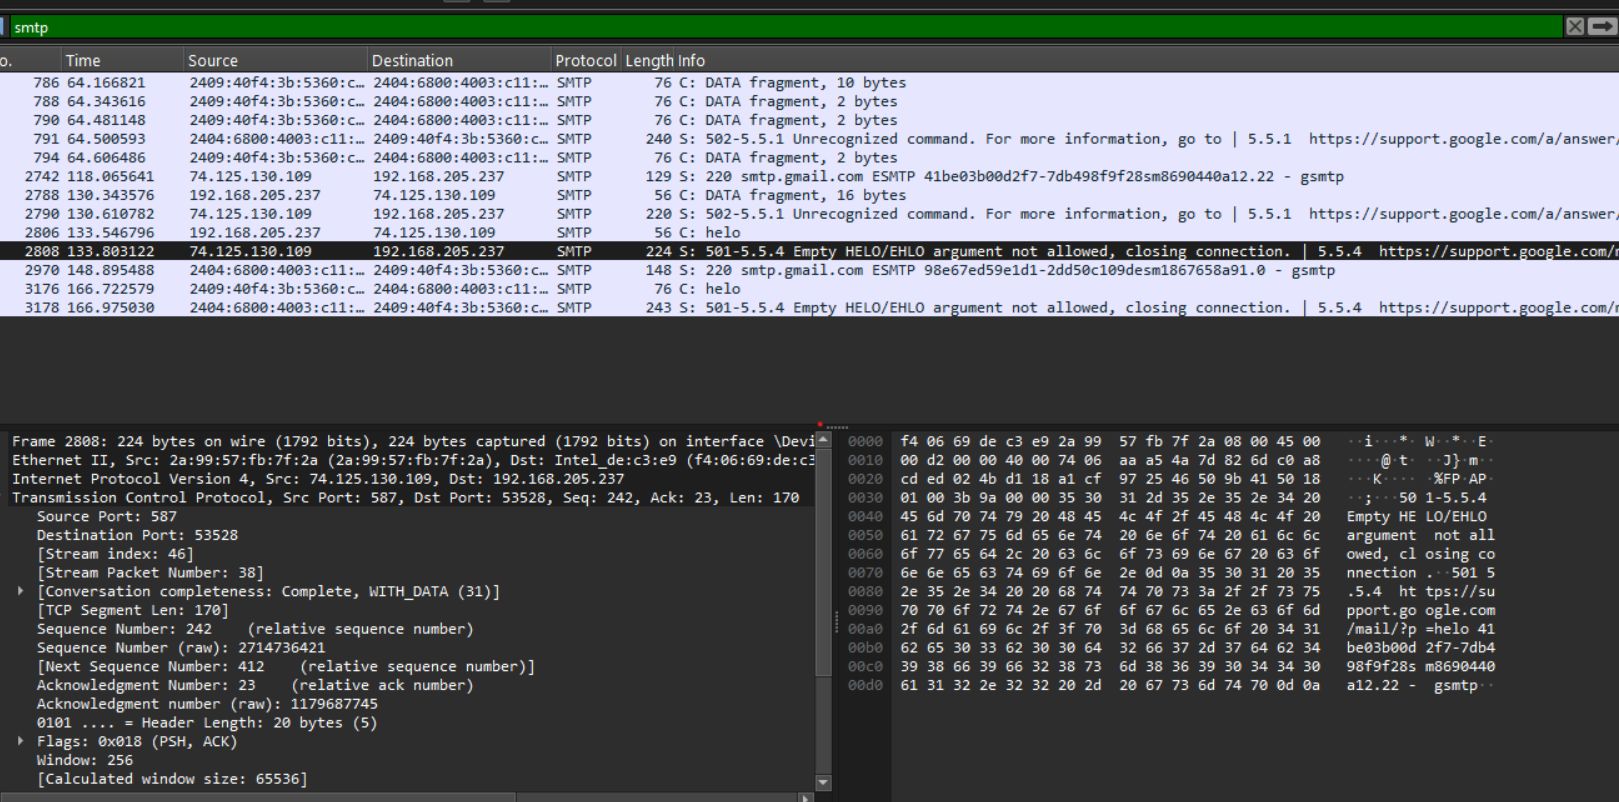 smtp
o. Time Source Destination Protocol Length Info
786 64.166821 2409:40f4:3b:5360:c… 2404:6800:4003:c11:… SMTP 76 C: DATA fragment, 10 bytes
788 64.343616 2409:40f4:3b:5360:c… 2404:6800:4003:c11:… SMTP 76 C: DATA fragment, 2 bytes
790 64.481148 2409:40f4:3b:5360:c… 2404:6800:4003:c11:… SMTP 76 C: DATA fragment, 2 bytes
791 64.500593 2404:6800:4003:c11:… 2409:40f4:3b:5360:c… SMTP 240 S: 502-5.5.1 Unrecognized command. For more information, go to | 5.5.1  https://support.google.com/a/answer/
794 64.606486 2409:40f4:3b:5360:c… 2404:6800:4003:c11:… SMTP 76 C: DATA fragment, 2 bytes
2742 118.065641 74.125.130.109 192.168.205.237 SMTP 129 S: 220 smtp.gmail.com ESMTP 41be03b00d2f7-7db498f9f28sm8690440a12.22 - gsmtp
2788 130.343576 192.168.205.237 74.125.130.109 SMTP 56 C: DATA fragment, 16 bytes
2790 130.610782 74.125.130.109 192.168.205.237 SMTP 220 S: 502-5.5.1 Unrecognized command. For more information, go to | 5.5.1  https://support.google.com/a/answer/
2806 133.546796 192.168.205.237 74.125.130.109 SMTP 56 C: helo
2808 133.803122 74.125.130.109 192.168.205.237 SMTP 224 S: 501-5.5.4 Empty HELO/EHLO argument not allowed, closing connection. | 5.5.4  https://support.google.com/
2970 148.895488 2404:6800:4003:c11:… 2409:40f4:3b:5360:c… SMTP 148 S: 220 smtp.gmail.com ESMTP 98e67ed59e1d1-2dd50c109desm1867658a91.0 - gsmtp
3176 166.722579 2409:40f4:3b:5360:c… 2404:6800:4003:c11:… SMTP 76 C: helo
3178 166.975030 2404:6800:4003:c11:… 2409:40f4:3b:5360:c… SMTP 243 S: 501-5.5.4 Empty HELO/EHLO argument not allowed, closing connection. | 5.5.4  https://support.google.com/
Frame 2808: 224 bytes on wire (1792 bits), 224 bytes captured (1792 bits) on interface \Devi
Ethernet II, Src: 2a:99:57:fb:7f:2a (2a:99:57:fb:7f:2a), Dst: Intel_de:c3:e9 (f4:06:69:de:c3
Internet Protocol Version 4, Src: 74.125.130.109, Dst: 192.168.205.237
Transmission Control Protocol, Src Port: 587, Dst Port: 53528, Seq: 242, Ack: 23, Len: 170
Source Port: 587
Destination Port: 53528
[Stream index: 46]
[Stream Packet Number: 38]
[Conversation completeness: Complete, WITH_DATA (31)]
[TCP Segment Len: 170]
Sequence Number: 242    (relative sequence number)
Sequence Number (raw): 2714736421
[Next Sequence Number: 412    (relative sequence number)]
Acknowledgment Number: 23    (relative ack number)
Acknowledgment number (raw): 1179687745
0101 .... = Header Length: 20 bytes (5)
Flags: 0x018 (PSH, ACK)
Window: 256
[Calculated window size: 65536]
0000 f4 06 69 de c3 e9 2a 99 57 fb 7f 2a 08 00 45 00 ··i···*· W··*··E·
0010 00 d2 00 00 40 00 74 06 aa a5 4a 7d 82 6d c0 a8 ····@·t· ··J}·m··
0020 cd ed 02 4b d1 18 a1 cf 97 25 46 50 9b 41 50 18 ···K···· ·%FP·AP·
0030 01 00 3b 9a 00 00 35 30 31 2d 35 2e 35 2e 34 20 ··;···50 1-5.5.4
0040 45 6d 70 74 79 20 48 45 4c 4f 2f 45 48 4c 4f 20 Empty HE LO/EHLO
0050 61 72 67 75 6d 65 6e 74 20 6e 6f 74 20 61 6c 6c argument  not all
0060 6f 77 65 64 2c 20 63 6c 6f 73 69 6e 67 20 63 6f owed, cl osing co
0070 6e 6e 65 63 74 69 6f 6e 2e 0d 0a 35 30 31 20 35 nnection .··501 5
0080 2e 35 2e 34 20 20 68 74 74 70 73 3a 2f 2f 73 75 .5.4  ht tps://su
0090 70 70 6f 72 74 2e 67 6f 6f 67 6c 65 2e 63 6f 6d pport.go ogle.com
00a0 2f 6d 61 69 6c 2f 3f 70 3d 68 65 6c 6f 20 34 31 /mail/?p =helo 41
00b0 62 65 30 33 62 30 30 64 32 66 37 2d 37 64 62 34 be03b00d 2f7-7db4
00c0 39 38 66 39 66 32 38 73 6d 38 36 39 30 34 34 30 98f9f28s m8690440
00d0 61 31 32 2e 32 32 20 2d 20 67 73 6d 74 70 0d 0a a12.22 -  gsmtp··